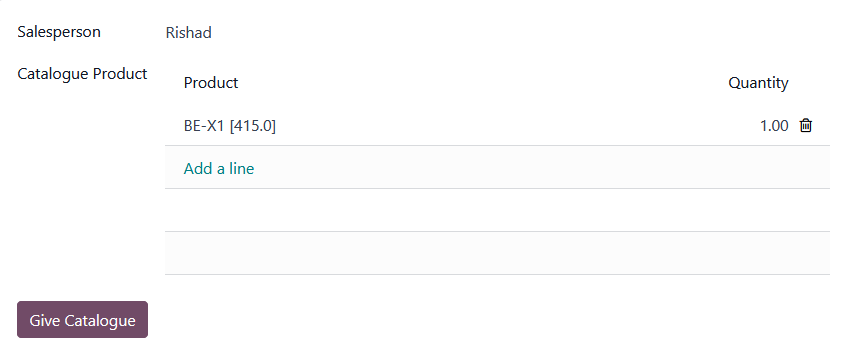 Salesperson Rishad
Catalogue Product
Product Quantity
BE-X1 [415.0] 1.00
Add a line
Give Catalogue